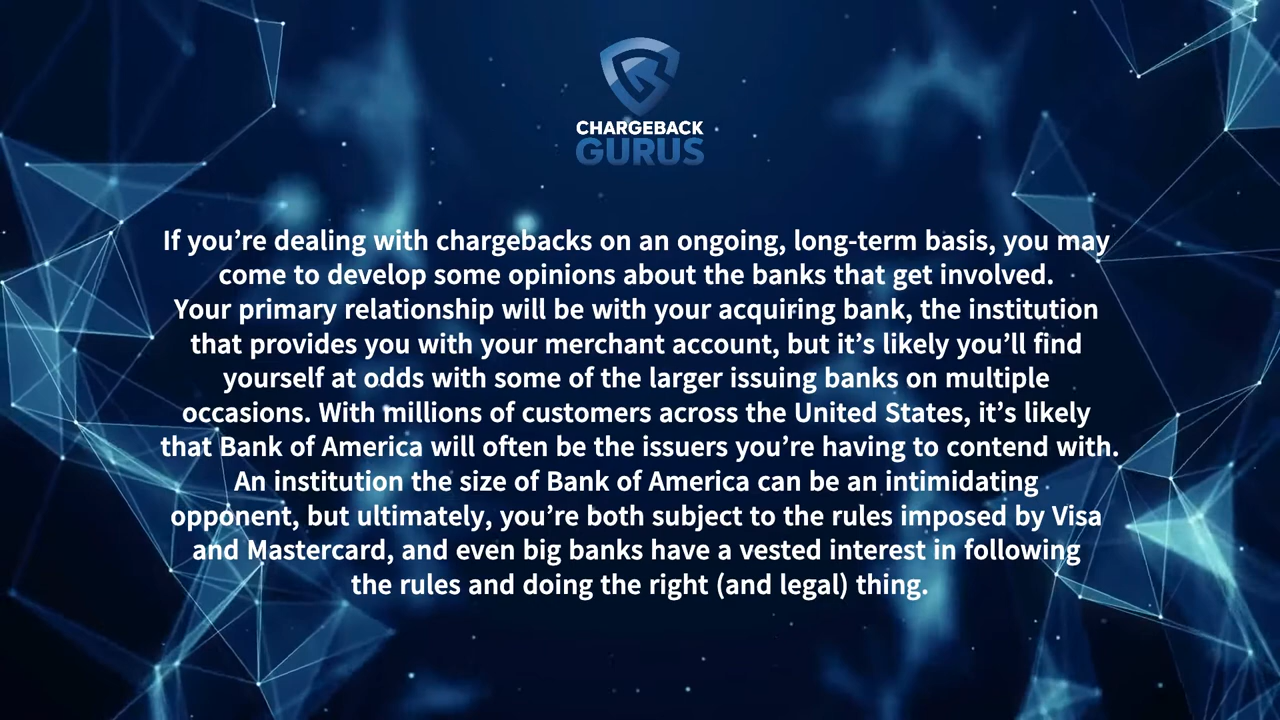 CHARGEBACK
GURUS
If you’re dealing with chargebacks on an ongoing, long-term basis, you may
come to develop some opinions about the banks that get involved.
Your primary relationship will be with your acquiring bank, the institution
that provides you with your merchant account, but it’s likely you’ll find
yourself at odds with some of the larger issuing banks on multiple
occasions. With millions of customers across the United States, it’s likely
that Bank of America will often be the issuers you’re having to contend with.
An institution the size of Bank of America can be an intimidating
opponent, but ultimately, you’re both subject to the rules imposed by Visa
and Mastercard, and even big banks have a vested interest in following
the rules and doing the right (and legal) thing.